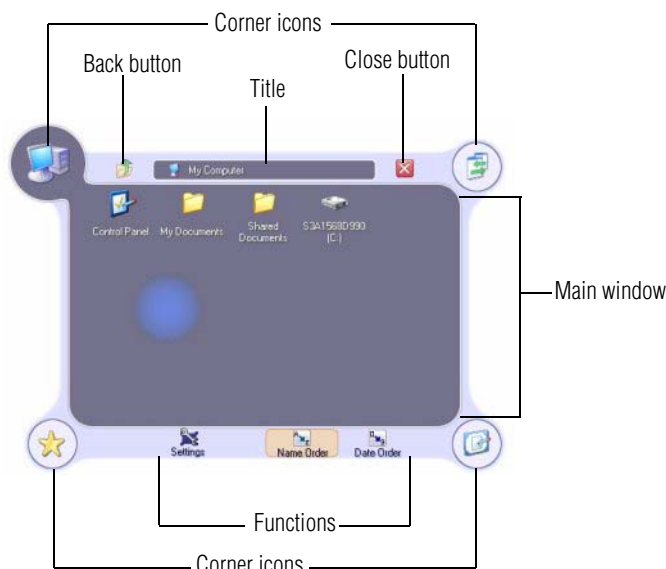 Corner icons
Back button
Close button
Title
My Computer
Control Panel
My Documents
Shared
Documents
S3A1568D990
(C:)
Main window
Settings
Name Order
Date Order
Functions
Corner icons